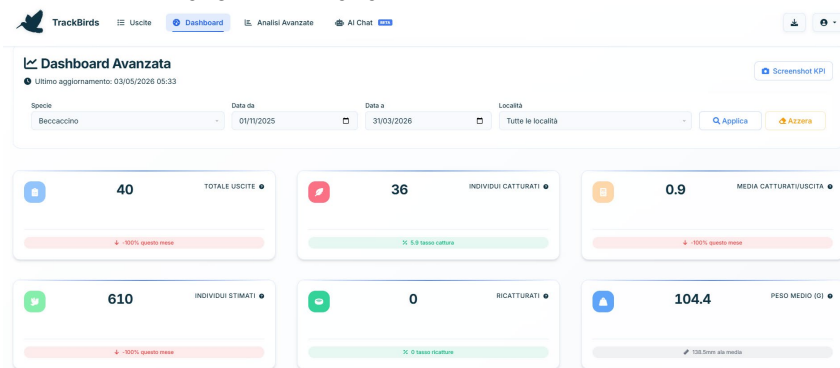 TrackBirds Uscite Dashboard Analisi Avanzate AI Chat BETA
Dashboard Avanzata
Ultimo aggiornamento: 03/05/2026 05:33
Screenshot KPI
Specie Data da Data a Località
Beccaccino 01/11/2025 31/03/2026 Tutte le località Applica Azzera
40 TOTALE USCITE 36 INDIVIDUI CATTURATI 0.9 MEDIA CATTURATI/USCITA
-100% questo mese 5.9 tasso cattura -100% questo mese
610 INDIVIDUI STIMATI 0 RICATTURATI 104.4 PESO MEDIO (G)
-100% questo mese 0 tasso ricatture 138.5mm ala media